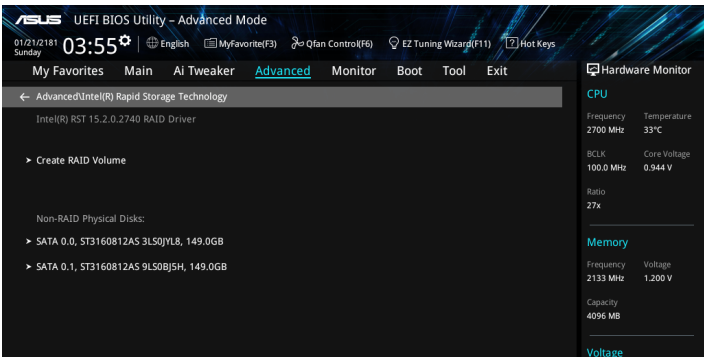 ASUS UEFI BIOS Utility – Advanced Mode
01/21/2181 03:55 English MyFavorite(F3) Qfan Control(F6) EZ Tuning Wizard(F11) ? Hot Keys
Sunday
My Favorites Main Ai Tweaker Advanced Monitor Boot Tool Exit
← Advanced\Intel(R) Rapid Storage Technology
Intel(R) RST 15.2.0.2740 RAID Driver
➤ Create RAID Volume
Non-RAID Physical Disks:
➤ SATA 0.0, ST3160812AS 3LS0JYL8, 149.0GB
➤ SATA 0.1, ST3160812AS 9LS0BJ5H, 149.0GB
Hardware Monitor
CPU
Frequency Temperature
2700 MHz 33°C
BCLK Core Voltage
100.0 MHz 0.944 V
Ratio
27x
Memory
Frequency Voltage
2133 MHz 1.200 V
Capacity
4096 MB
Voltage